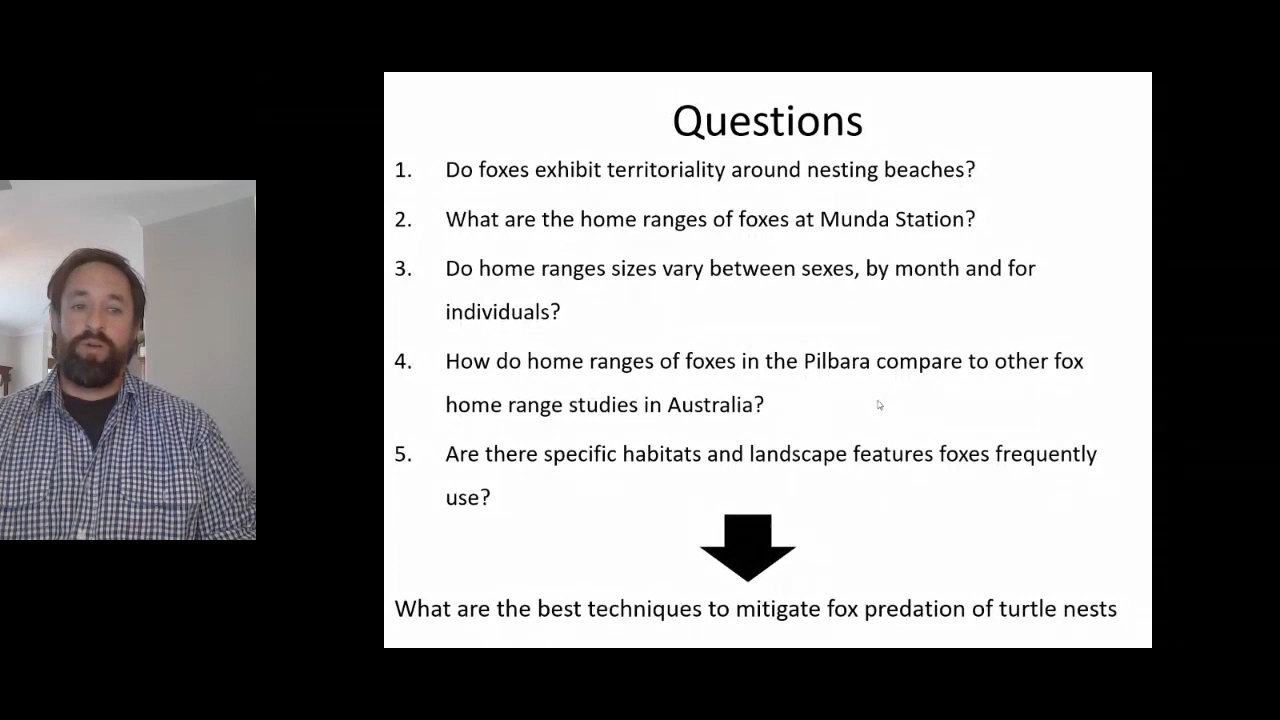 Questions
1. Do foxes exhibit territoriality around nesting beaches?
2. What are the home ranges of foxes at Munda Station?
3. Do home ranges sizes vary between sexes, by month and for
individuals?
4. How do home ranges of foxes in the Pilbara compare to other fox
home range studies in Australia?
5. Are there specific habitats and landscape features foxes frequently
use?
What are the best techniques to mitigate fox predation of turtle nests